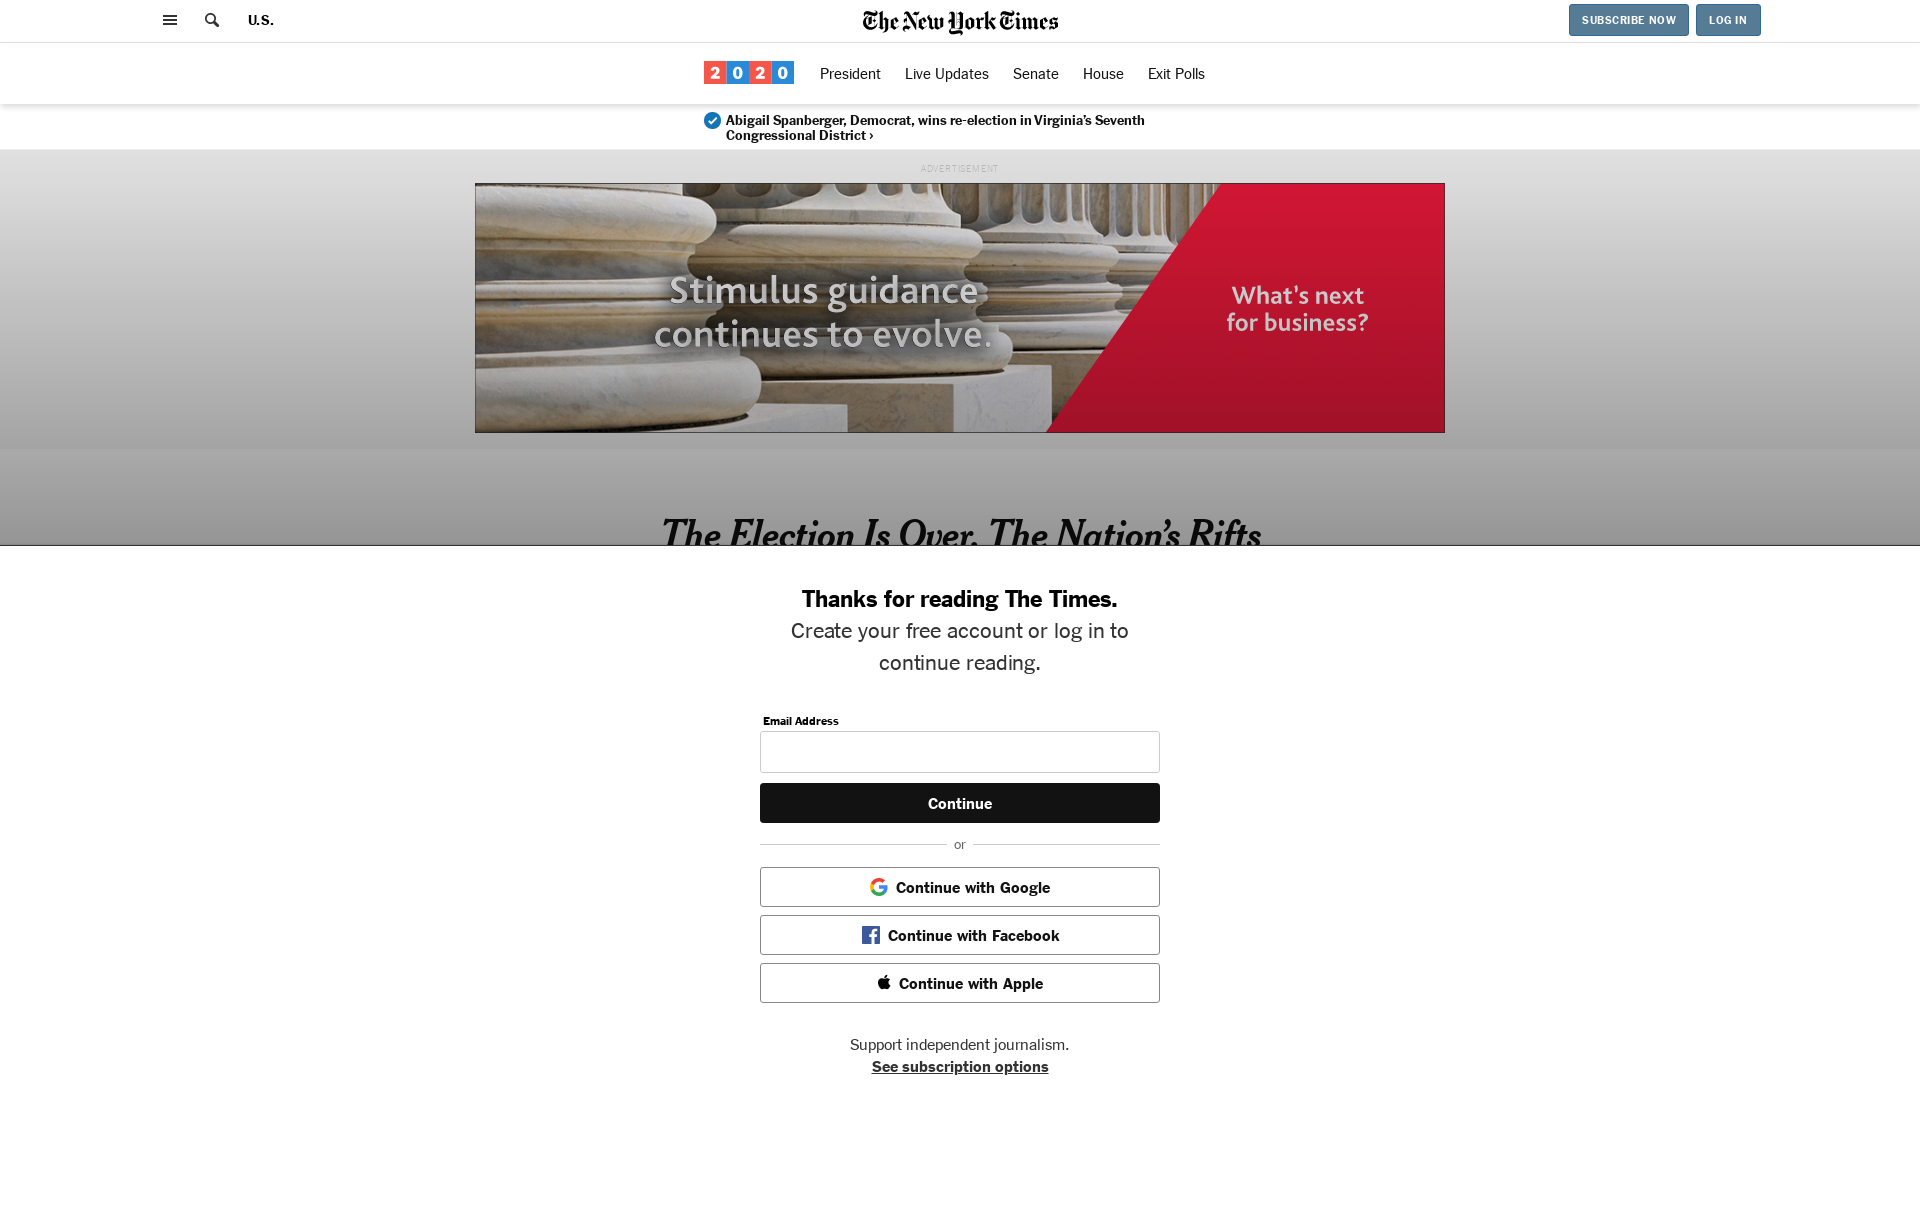 U.S.
The New York Times
SUBSCRIBE NOW
LOG IN
2020
President
Live Updates
Senate
House
Exit Polls
Abigail Spanberger, Democrat, wins re-election in Virginia’s Seventh
Congressional District ›
ADVERTISEMENT
Stimulus guidance
continues to evolve.
What’s next
for business?
The Election Is Over. The Nation’s Rifts
Thanks for reading The Times.
Create your free account or log in to
continue reading.
Email Address
Continue
or
Continue with Google
Continue with Facebook
Continue with Apple
Support independent journalism.
See subscription options